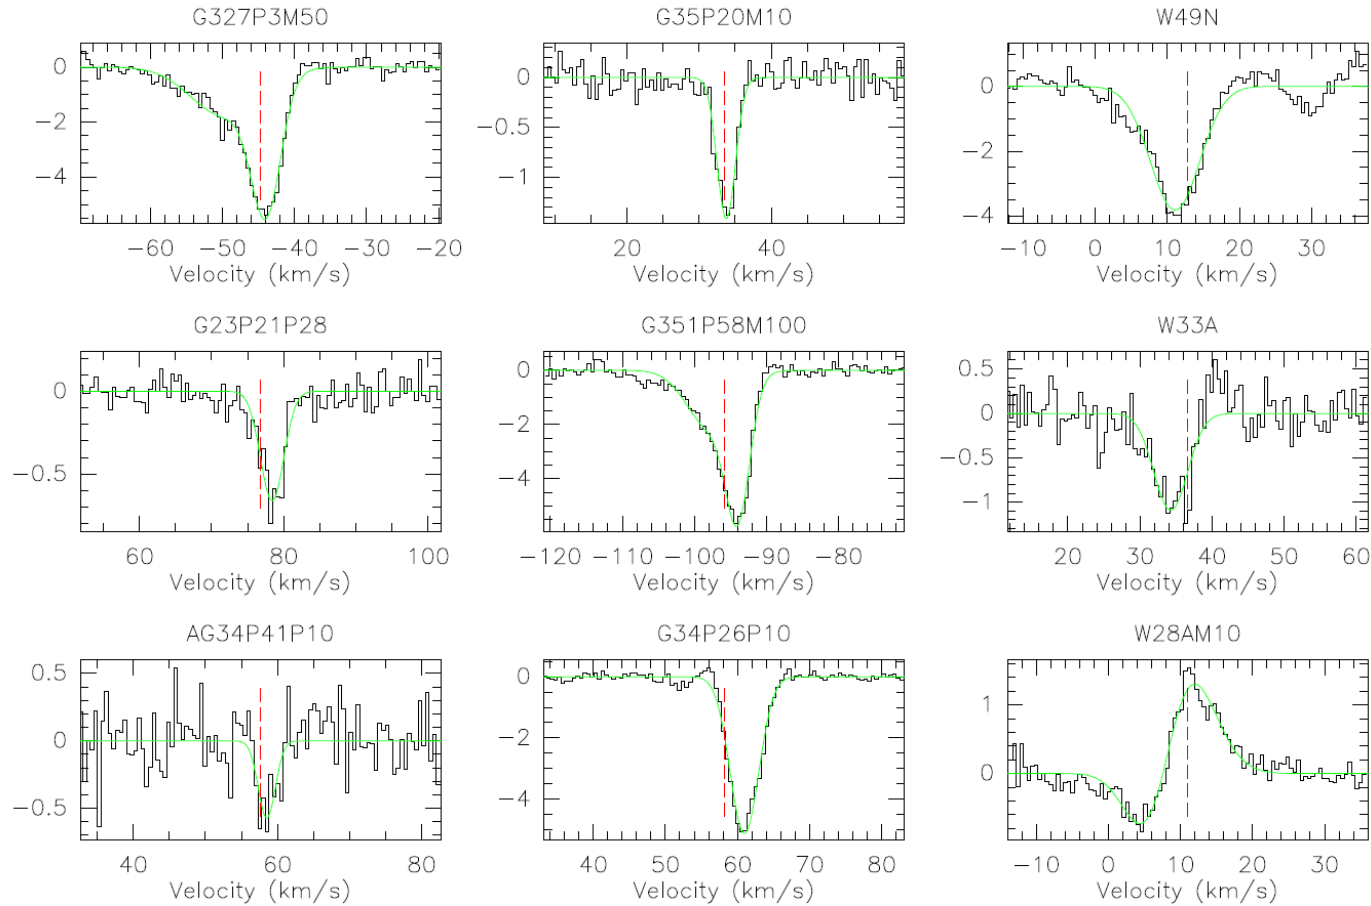 G327P3M50
G35P20M10
W49N
0
−2
−4
−60 −50 −40 −30 −20
Velocity (km/s)
0
−0.5
−1
20 40
Velocity (km/s)
0
−2
−4
−10 0 10 20 30
Velocity (km/s)
G23P21P28
G351P58M100
W33A
0
−0.5
60 80 100
Velocity (km/s)
0
−2
−4
−120 −110 −100 −90 −80
Velocity (km/s)
0.5
0
−0.5
−1
20 30 40 50 60
Velocity (km/s)
AG34P41P10
G34P26P10
W28AM10
0.5
0
−0.5
40 60 80
Velocity (km/s)
0
−2
−4
40 50 60 70 80
Velocity (km/s)
1
0
−10 0 10 20 30
Velocity (km/s)